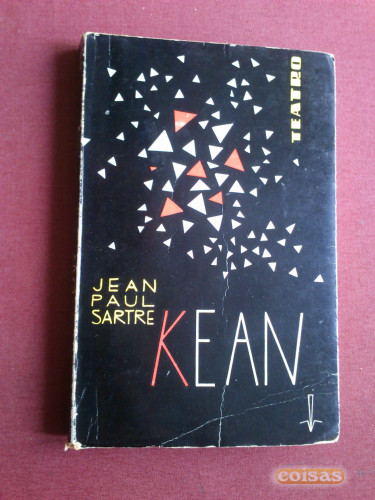 TEATRO
JEAN
PAUL
SARTRE
KEAN
coisas